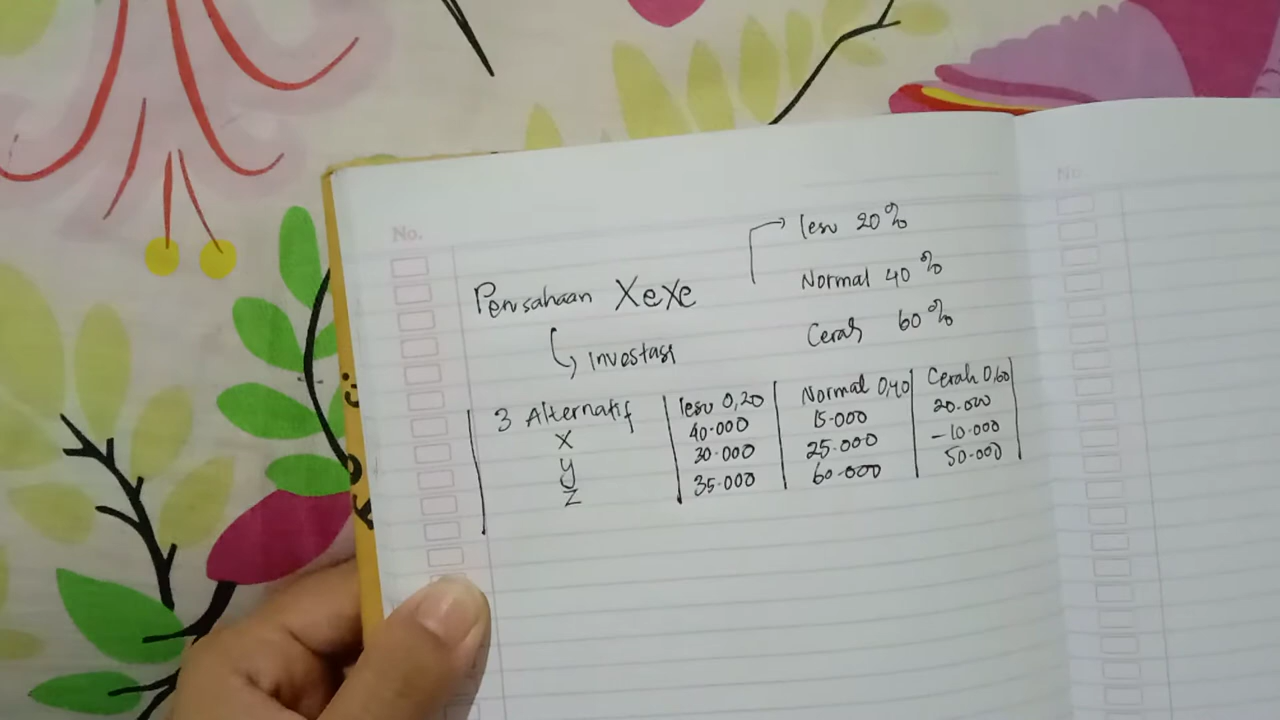 No.
No.
Perusahaan XeXe
lesu 20%
Normal 40%
Cerah 60%
Investasi
3 Alternatif lesu 0,20 Normal 0,40 Cerah 0,60
X 40.000 15.000 20.000
y 30.000 25.000 -10.000
Z 35.000 60.000 50.000